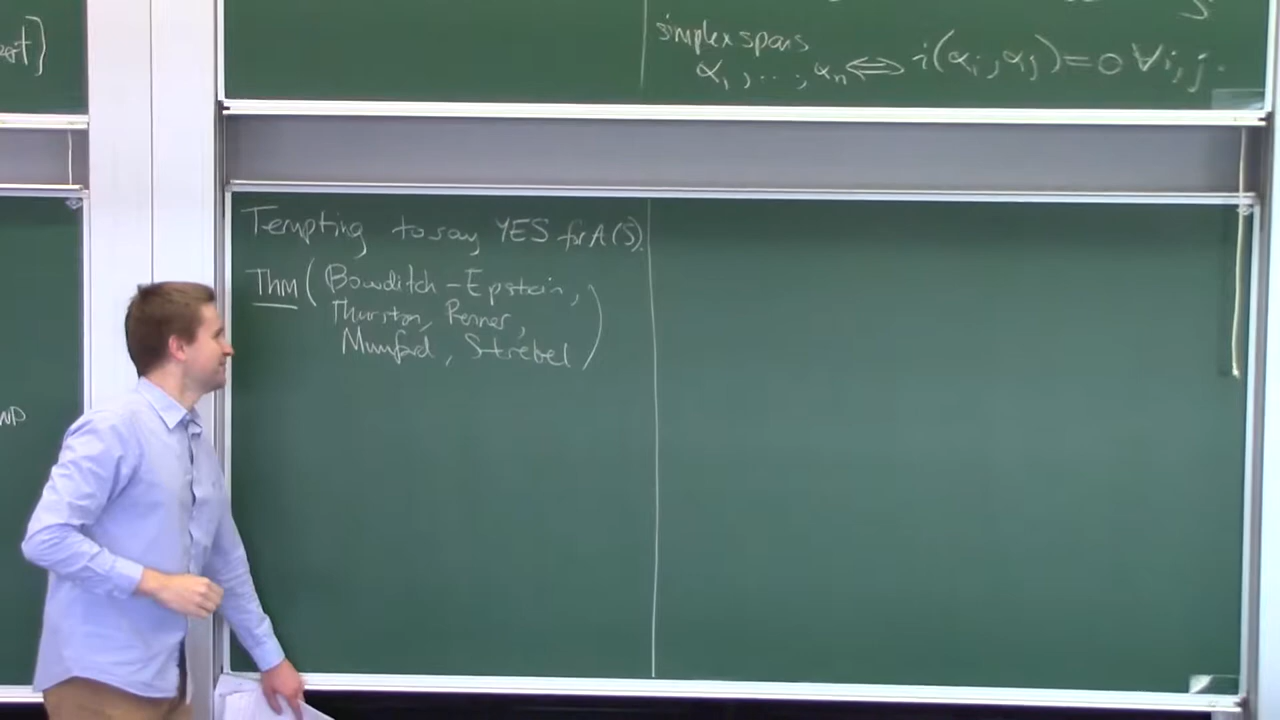 simplex spans
α₁, ..., αₙ ⟺ i(αᵢ, αⱼ) = 0 ∀i,j.
Tempting to say YES for A(S).
Thm (Bowditch-Epstein,
Thurston, Penner,
Mumford, Strebel)